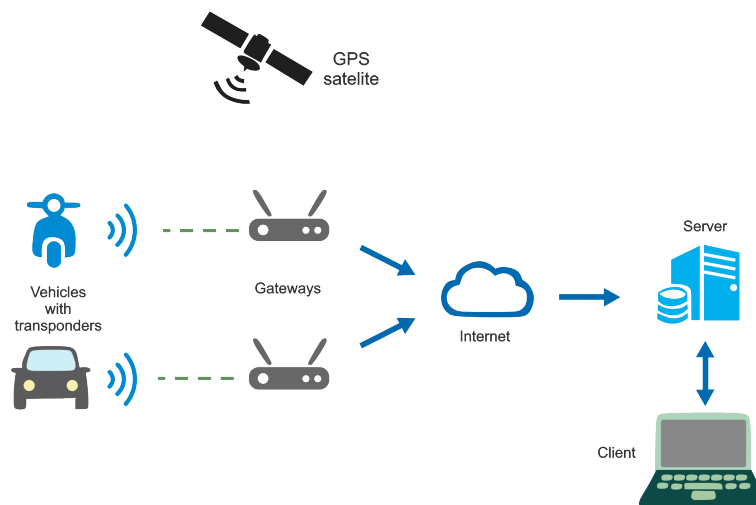 GPS
satelite
Server
Vehicles
with
transponders
Gateways
Internet
Client